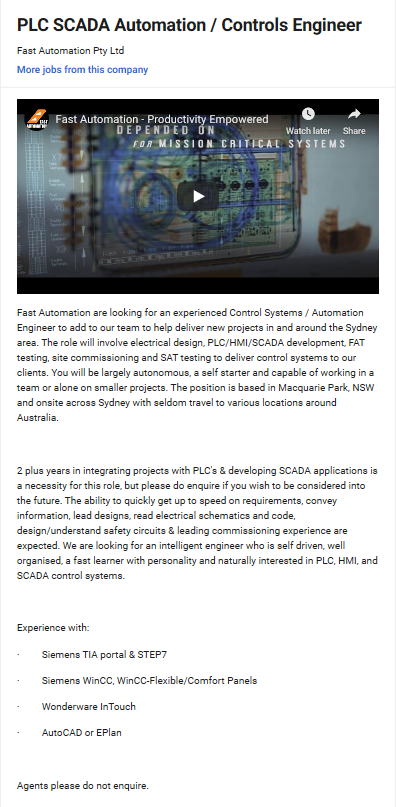 PLC SCADA Automation / Controls Engineer
Fast Automation Pty Ltd
More jobs from this company
FAST
AUTOMATION
Fast Automation - Productivity Empowered
Watch later
Share
DEPENDED ON
FOR MISSION CRITICAL SYSTEMS
Fast Automation are looking for an experienced Control Systems / Automation
Engineer to add to our team to help deliver new projects in and around the Sydney
area. The role will involve electrical design, PLC/HMI/SCADA development, FAT
testing, site commissioning and SAT testing to deliver control systems to our
clients. You will be largely autonomous, a self starter and capable of working in a
team or alone on smaller projects. The position is based in Macquarie Park, NSW
and onsite across Sydney with seldom travel to various locations around
Australia.
2 plus years in integrating projects with PLC's & developing SCADA applications is
a necessity for this role, but please do enquire if you wish to be considered into
the future. The ability to quickly get up to speed on requirements, convey
information, lead designs, read electrical schematics and code,
design/understand safety circuits & leading commissioning experience are
expected. We are looking for an intelligent engineer who is self driven, well
organised, a fast learner with personality and naturally interested in PLC, HMI, and
SCADA control systems.
Experience with:
· Siemens TIA portal & STEP7
· Siemens WinCC, WinCC-Flexible/Comfort Panels
· Wonderware InTouch
· AutoCAD or EPlan
Agents please do not enquire.